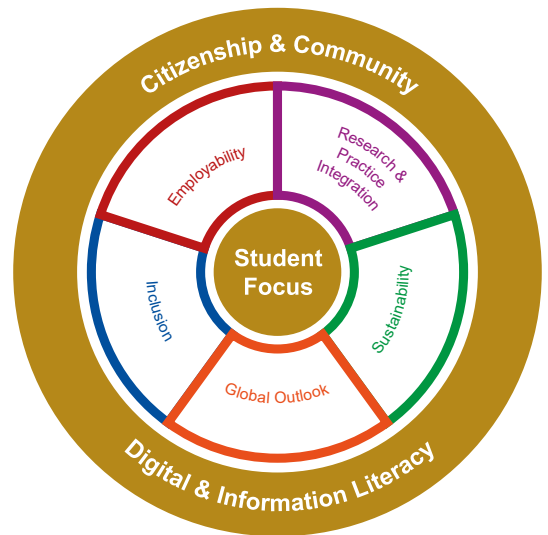 Citizenship & Community
Employability
Research &
Practice
Integration
Inclusion
Student
Focus
Sustainability
Global Outlook
Digital & Information Literacy